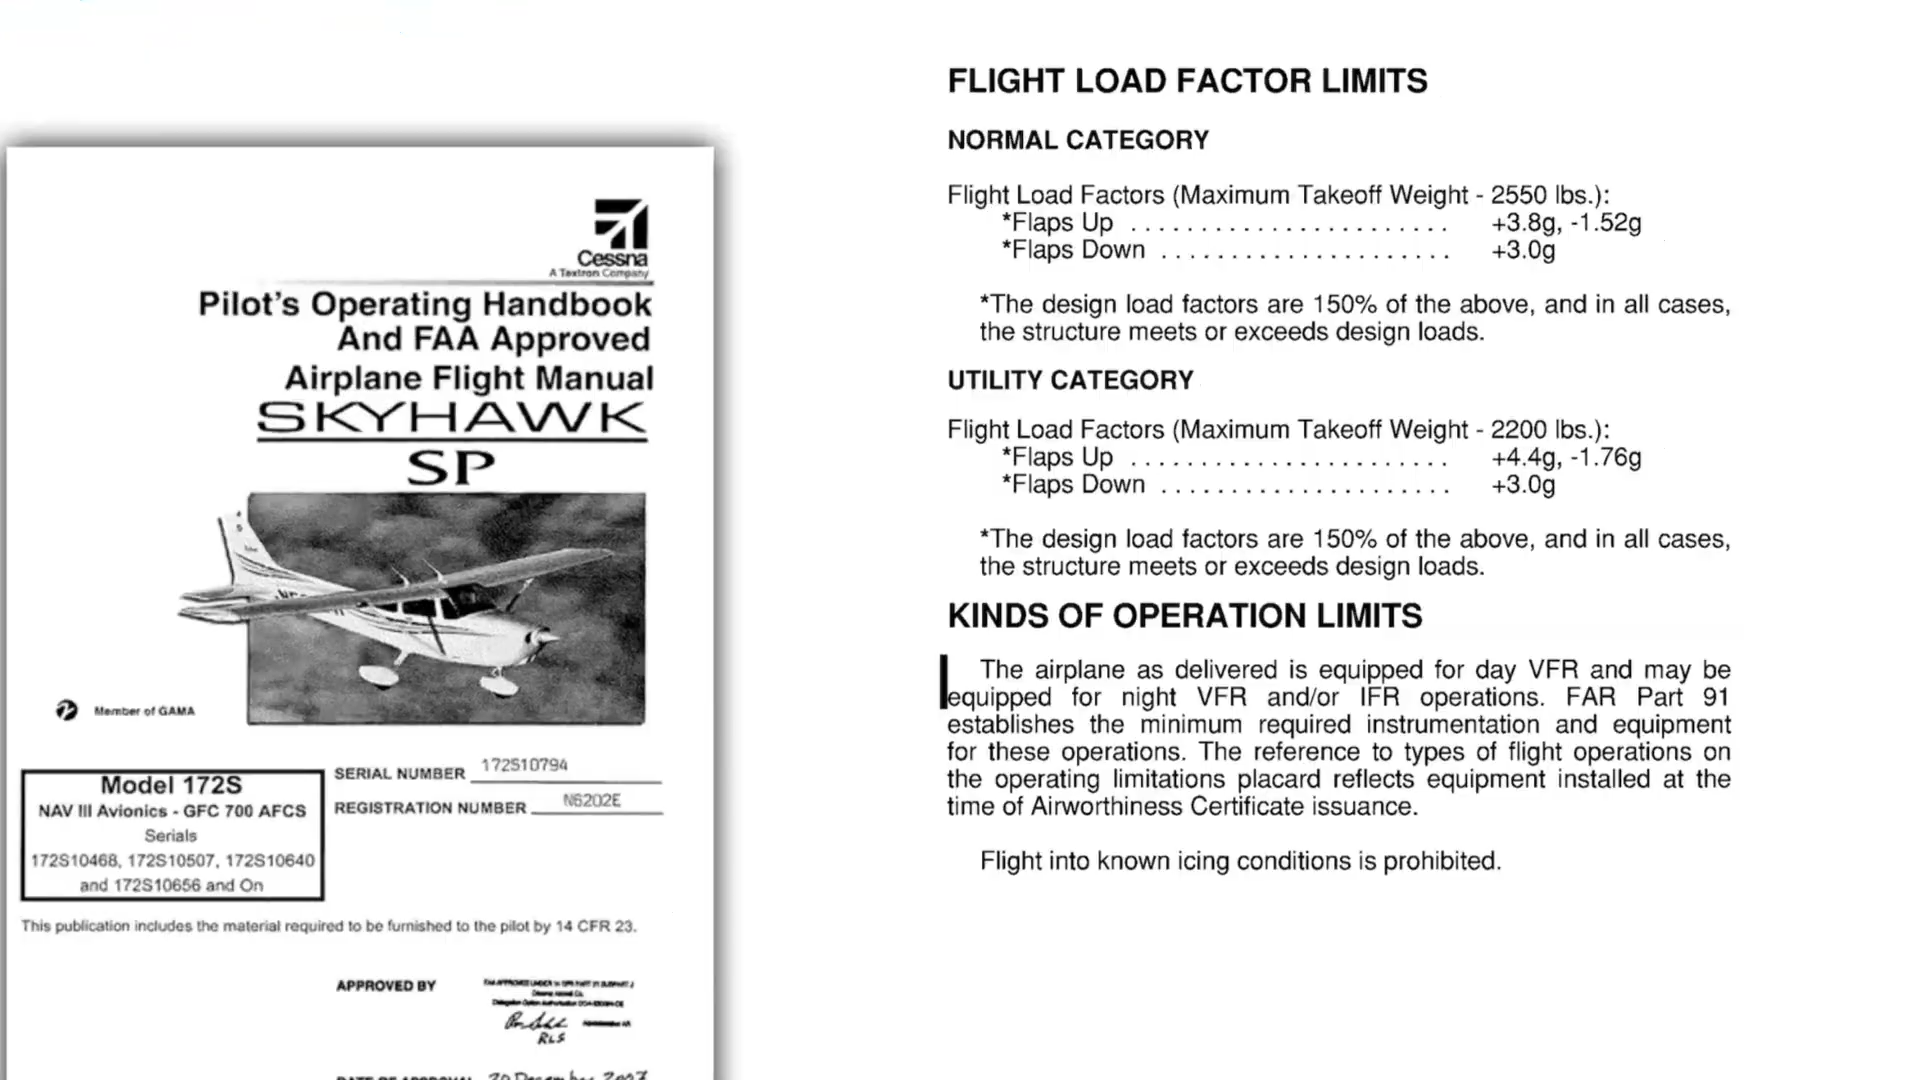 Cessna
A Textron Company
Pilot's Operating Handbook
And FAA Approved
Airplane Flight Manual
SKYHAWK
SP
Member of GAMA
Model 172S
NAV III Avionics - GFC 700 AFCS
Serials
172S10468, 172S10507, 172S10640
and 172S10656 and On
SERIAL NUMBER 172S10794
REGISTRATION NUMBER N6202E
This publication includes the material required to be furnished to the pilot by 14 CFR 23.
APPROVED BY
RLS
DATE OF APPROVAL 20 December 2007
FLIGHT LOAD FACTOR LIMITS
NORMAL CATEGORY
Flight Load Factors (Maximum Takeoff Weight - 2550 lbs.):
*Flaps Up ....................... +3.8g, -1.52g
*Flaps Down ..................... +3.0g
*The design load factors are 150% of the above, and in all cases,
the structure meets or exceeds design loads.
UTILITY CATEGORY
Flight Load Factors (Maximum Takeoff Weight - 2200 lbs.):
*Flaps Up ....................... +4.4g, -1.76g
*Flaps Down ..................... +3.0g
*The design load factors are 150% of the above, and in all cases,
the structure meets or exceeds design loads.
KINDS OF OPERATION LIMITS
The airplane as delivered is equipped for day VFR and may be
equipped for night VFR and/or IFR operations. FAR Part 91
establishes the minimum required instrumentation and equipment
for these operations. The reference to types of flight operations on
the operating limitations placard reflects equipment installed at the
time of Airworthiness Certificate issuance.
Flight into known icing conditions is prohibited.